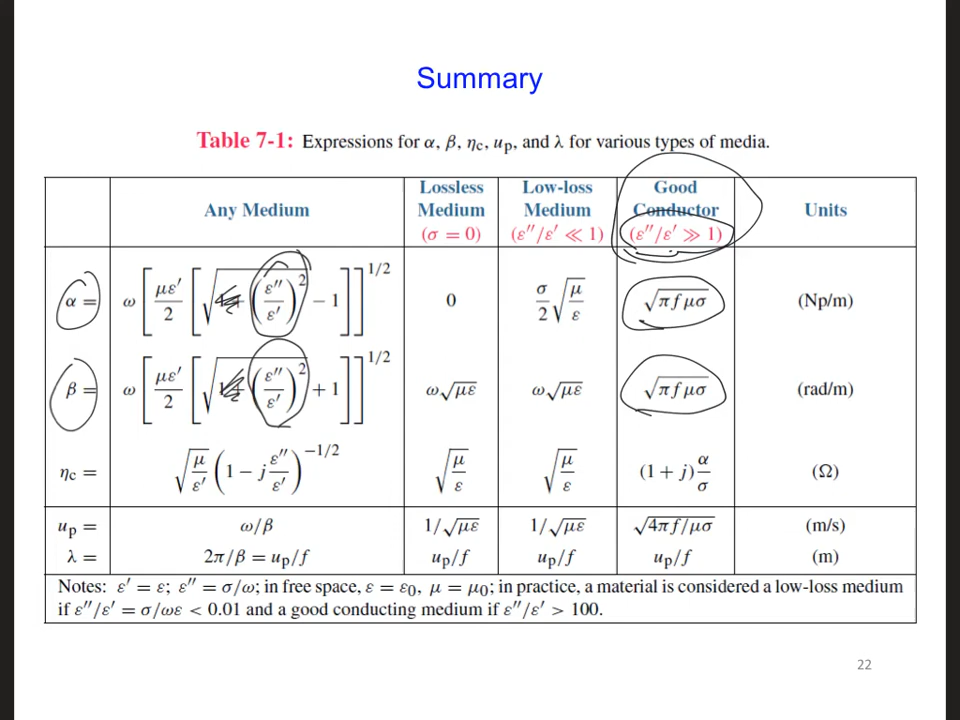 Summary
Table 7-1: Expressions for α, β, ηc, up, and λ for various types of media.
Any Medium
Lossless Medium (σ = 0)
Low-loss Medium (ε″/ε′ ≪ 1)
Good Conductor (ε″/ε′ ≫ 1)
Units
α = ω [ με′/2 [ √(1 + (ε″/ε′)²) − 1 ] ]^1/2 0 σ/2 √(μ/ε) √(π f μσ) (Np/m)
β = ω [ με′/2 [ √(1 + (ε″/ε′)²) + 1 ] ]^1/2 ω√(με) ω√(με) √(π f μσ) (rad/m)
ηc = √(μ/ε′) (1 − j ε″/ε′)^−1/2 √(μ/ε) √(μ/ε) (1 + j) α/σ (Ω)
up = ω/β 1/√(με) 1/√(με) √(4π f/μσ) (m/s)
λ = 2π/β = up/f up/f up/f up/f (m)
Notes: ε′ = ε; ε″ = σ/ω; in free space, ε = ε0, μ = μ0; in practice, a material is considered a low-loss medium
if ε″/ε′ = σ/ωε < 0.01 and a good conducting medium if ε″/ε′ > 100.
22